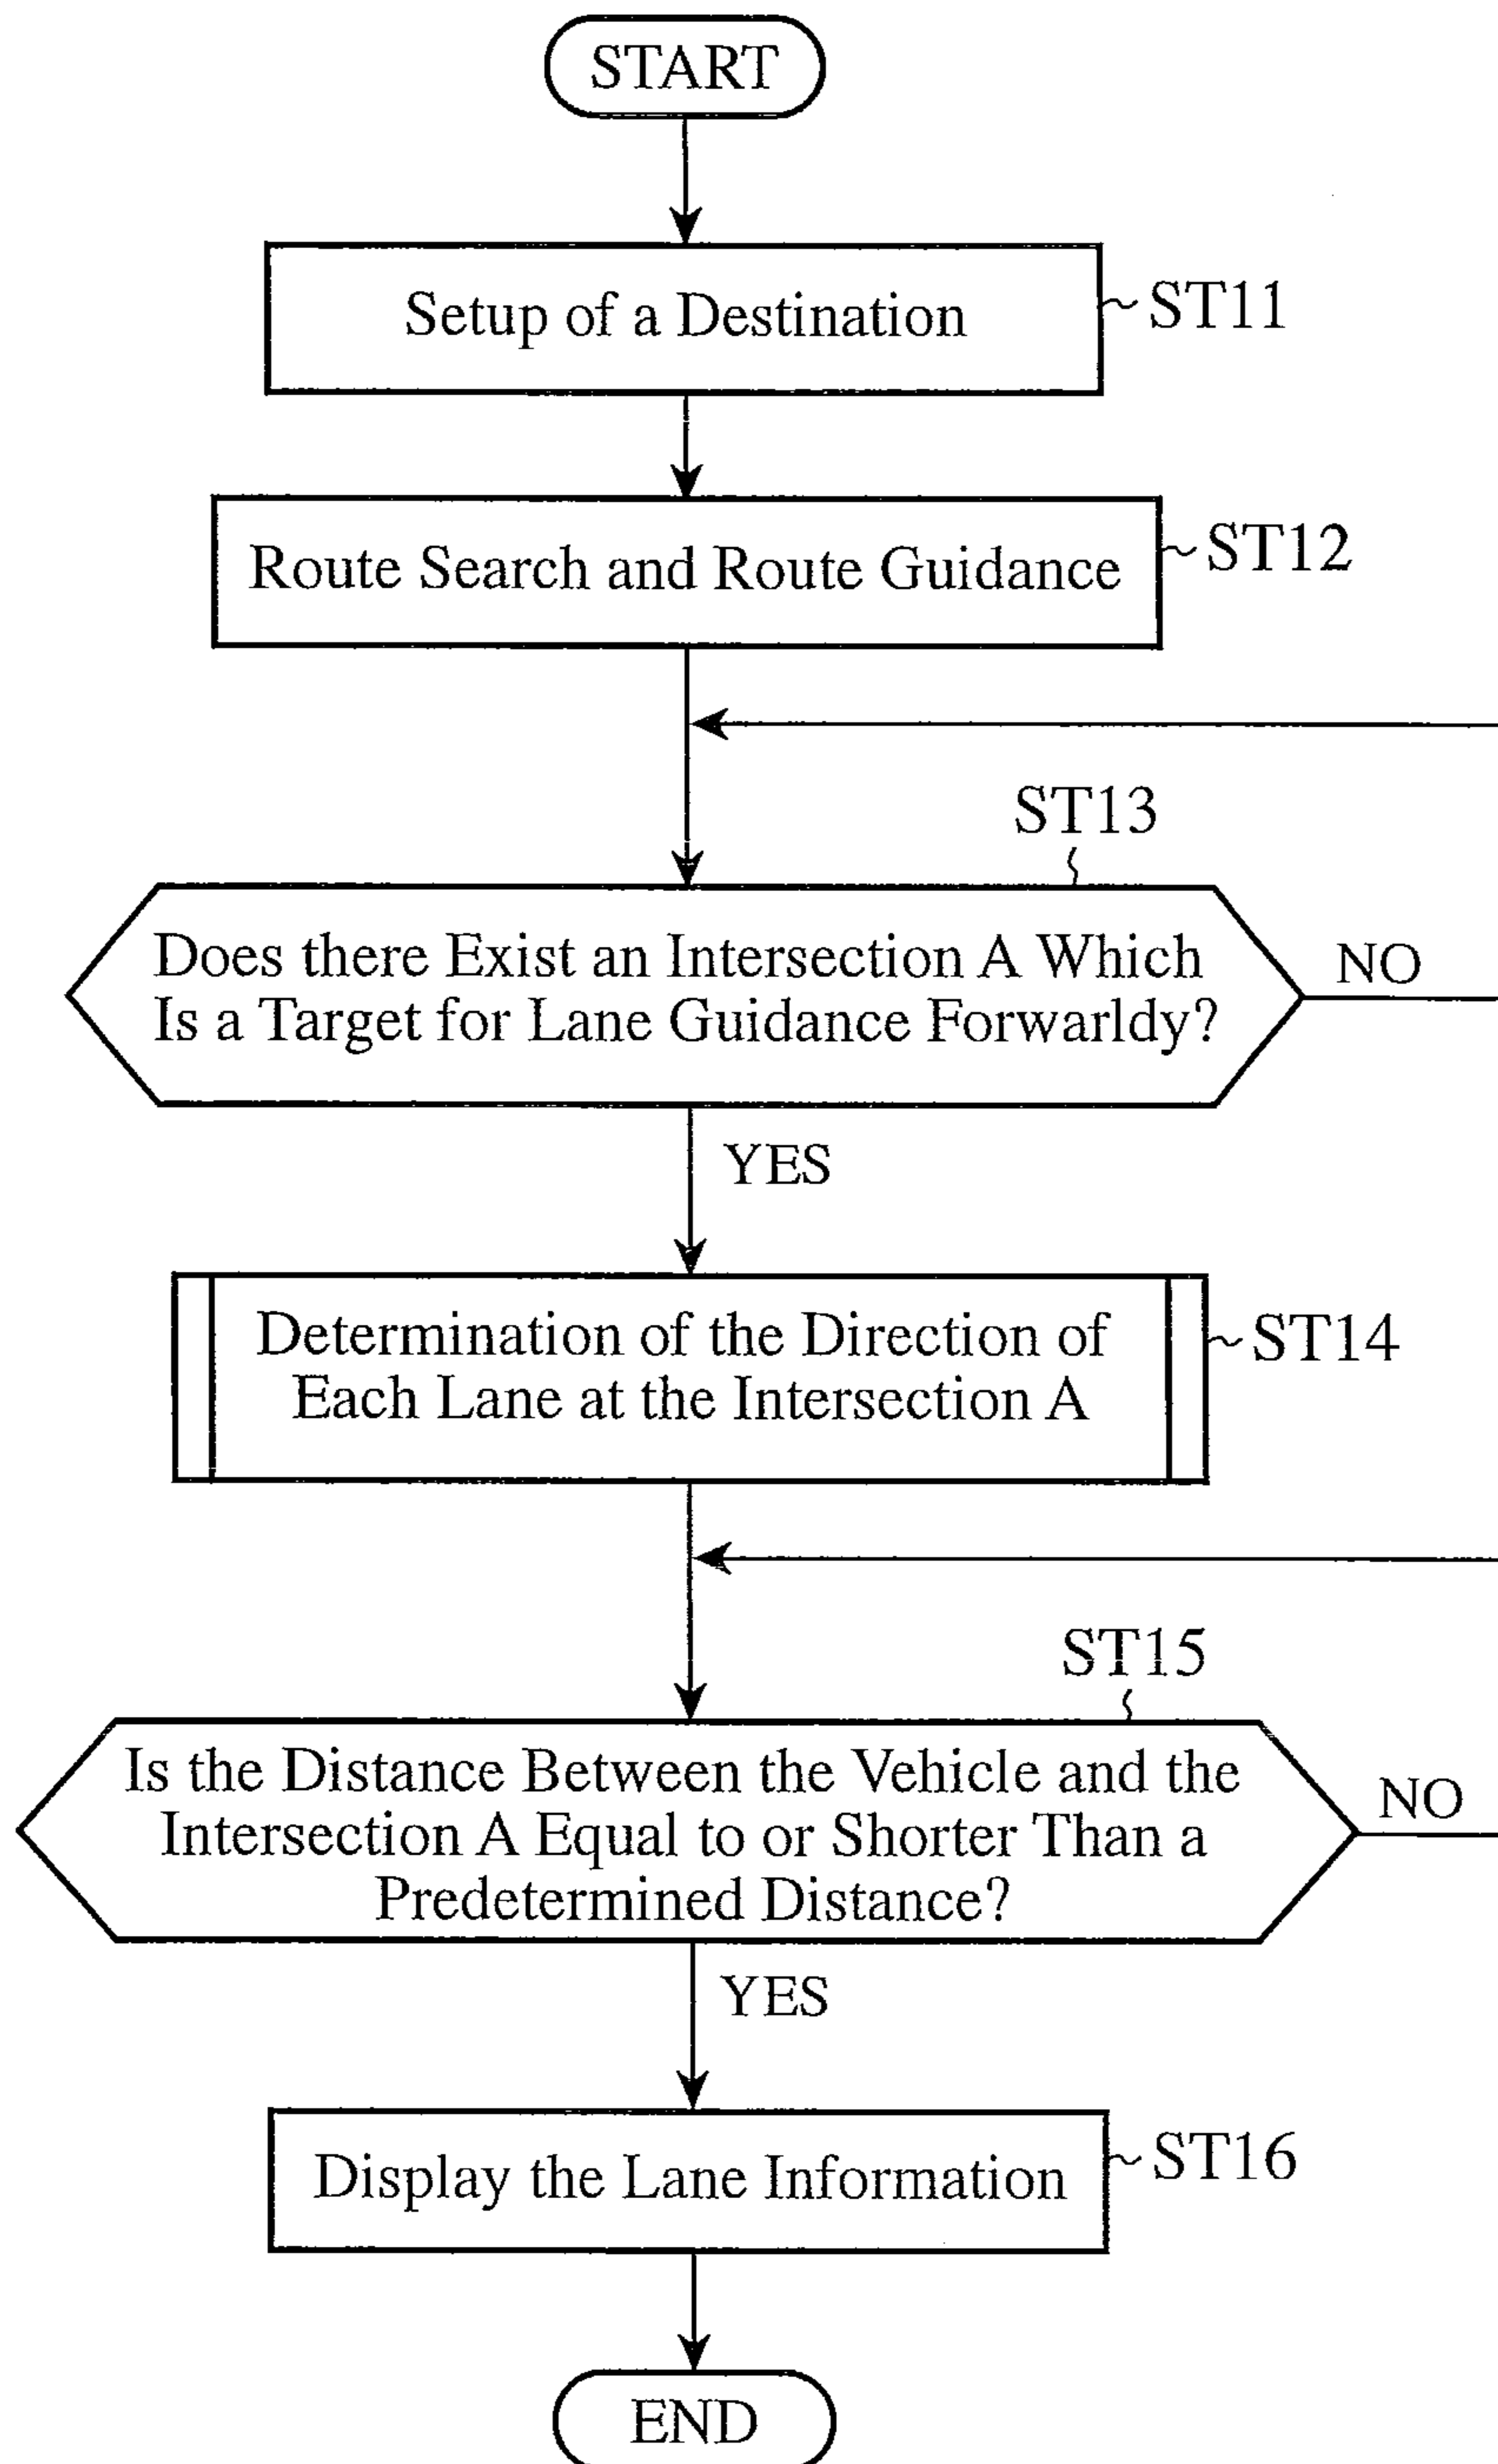 START
Setup of a Destination
ST11
Route Search and Route Guidance
ST12
ST13
Does there Exist an Intersection A Which
Is a Target for Lane Guidance Forwarldy?
NO
YES
Determination of the Direction of
Each Lane at the Intersection A
ST14
ST15
Is the Distance Between the Vehicle and the
Intersection A Equal to or Shorter Than a
Predetermined Distance?
NO
YES
Display the Lane Information
ST16
END